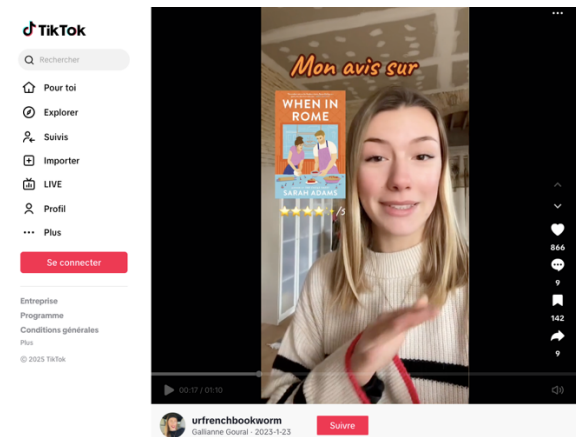 TikTok
Rechercher
Pour toi
Explorer
Suivis
Importer
LIVE
Profil
Plus
Se connecter
Entreprise
Programme
Conditions générales
Plus
© 2025 TikTok
Mon avis sur
WHEN IN
ROME
SARAH ADAMS
/5
866
9
142
9
00:17 / 01:10
urfrenchbookworm
Gallianne Goural - 2023-1-23
Suivre